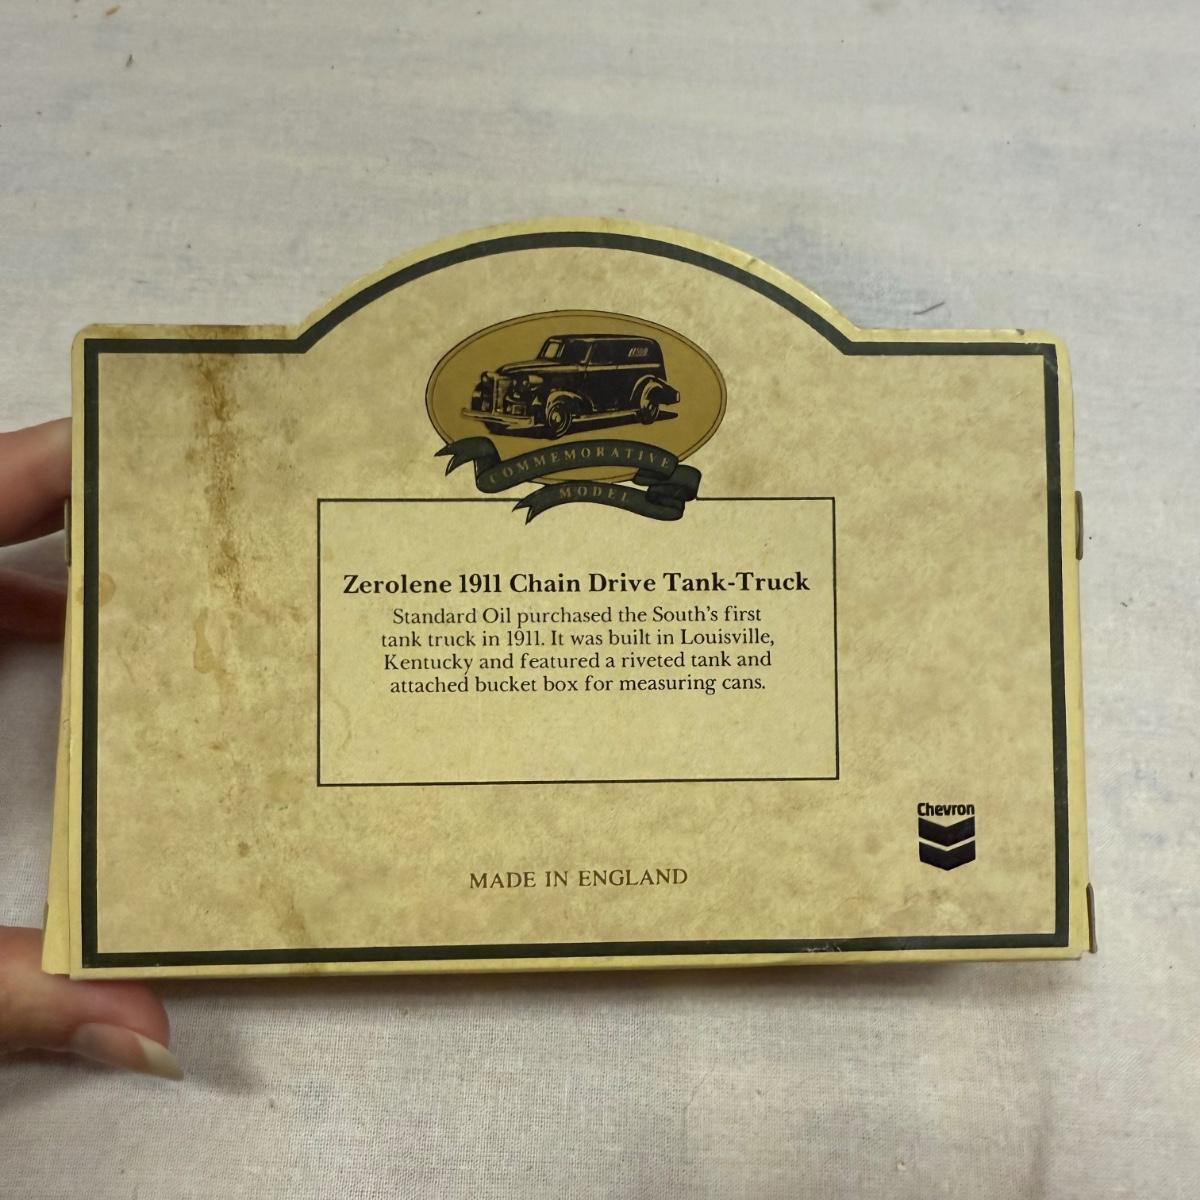 COMMEMORATIVE
MODEL
Zerolene 1911 Chain Drive Tank-Truck
Standard Oil purchased the South's first
tank truck in 1911. It was built in Louisville,
Kentucky and featured a riveted tank and
attached bucket box for measuring cans.
Chevron
MADE IN ENGLAND